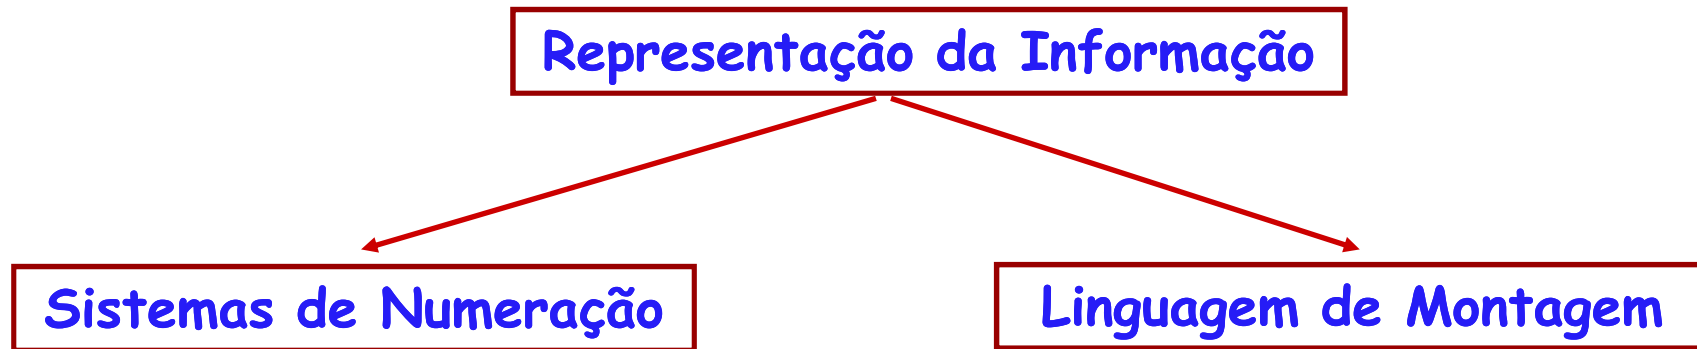 Representação da Informação
Sistemas de Numeração
Linguagem de Montagem